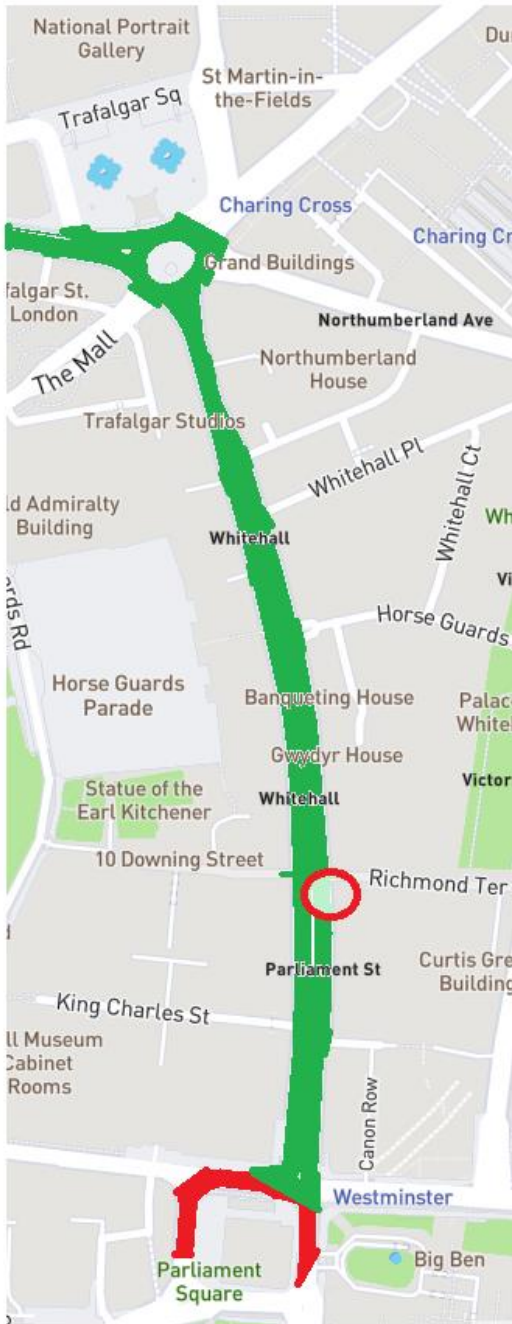 National Portrait
Gallery
Du
St Martin-in-
the-Fields
Trafalgar Sq
Charing Cross
Charing Cr
Grand Buildings
falgar St.
London
Northumberland Ave
The Mall
Northumberland
House
Trafalgar Studios
Whitehall Pl
Whitehall Ct
ld Admiralty
Building
Wh
Whitehall
Vi
ards Rd
Horse Guards
Horse Guards
Parade
Banqueting House
Palac
White
Gwydyr House
Statue of the
Earl Kitchener
Whitehall
Victor
10 Downing Street
Richmond Ter
Parliament St
Curtis Gre
Building
King Charles St
ll Museum
Cabinet
Rooms
Canon Row
Westminster
Big Ben
Parliament
Square